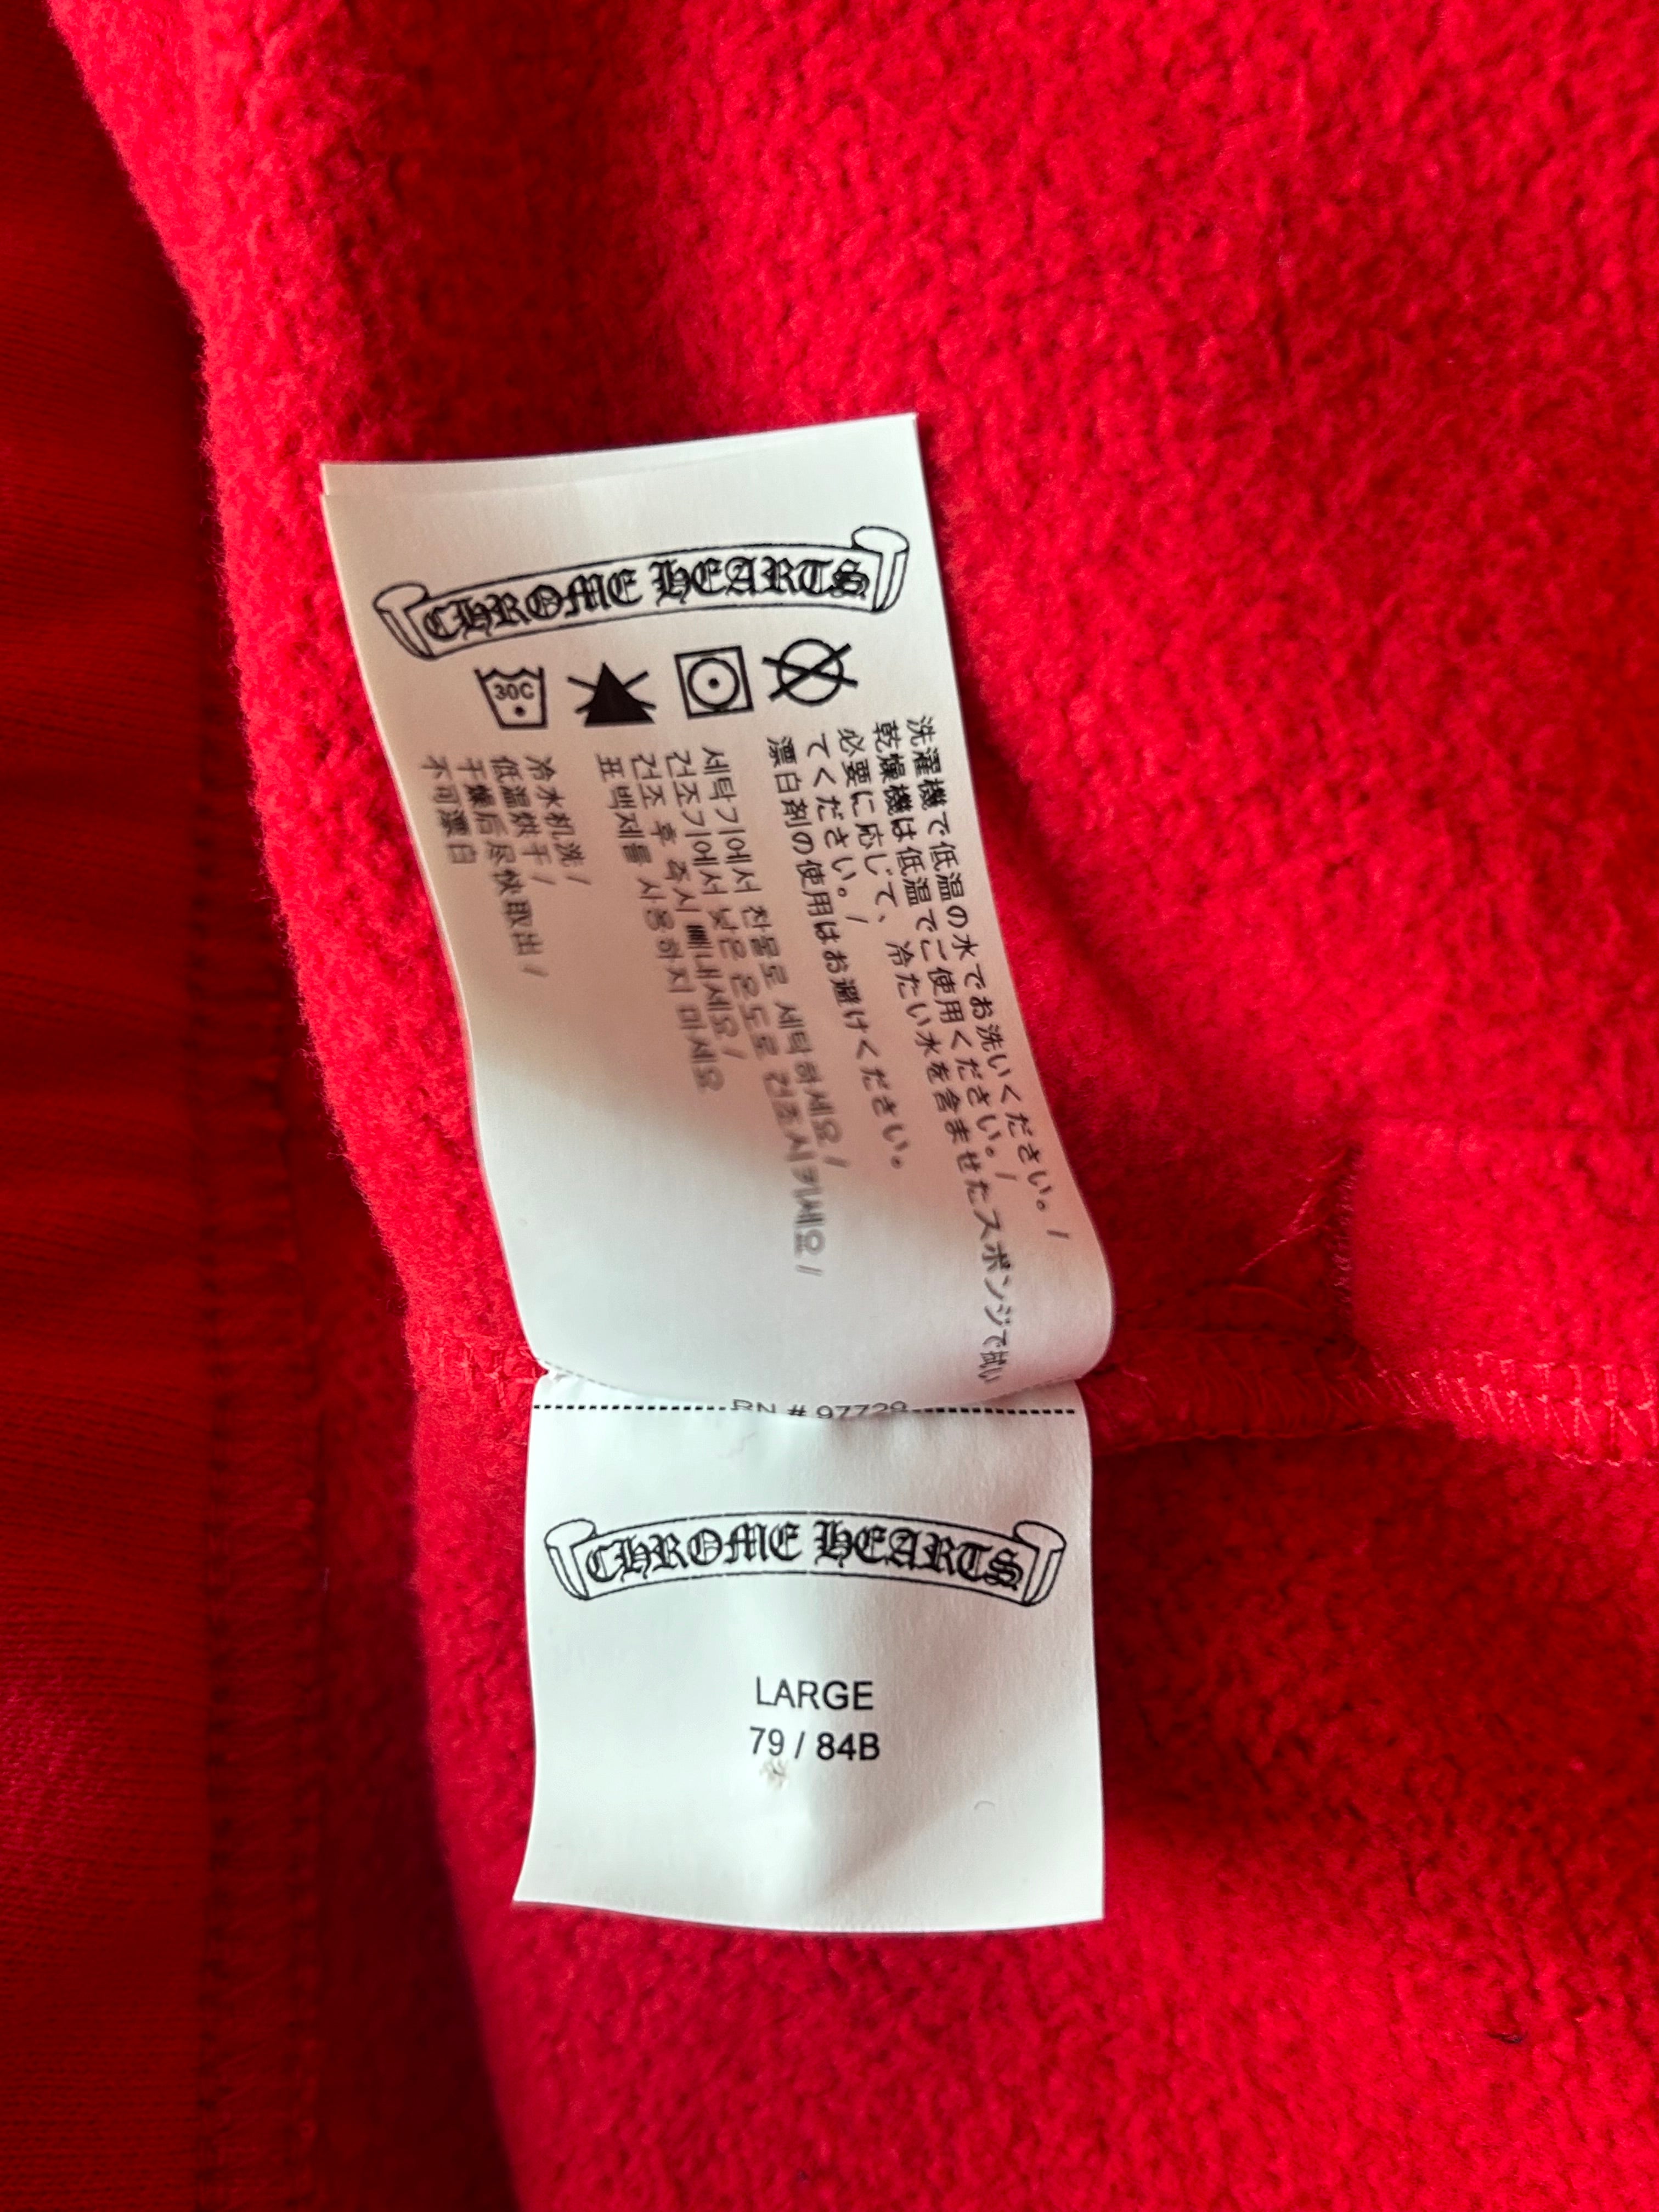 CHROME HEARTS
30C
洗濯機で低温の水でお洗いください。/
乾燥機は低温でご使用ください。/
必要に応じて、冷たい水を含ませたスポンジで拭い
てください。/
漂白剤の使用はお避けください。
세탁기에서 찬물로 세탁하세요 /
건조기에서 낮은 온도로 건조시키세요 /
건조 후 즉시 빼내세요 /
표백제를 사용하지 마세요
冷水机洗 /
低温烘干 /
干燥后尽快取出 /
不可漂白
RN # 97729
CHROME HEARTS
LARGE
79 / 84B